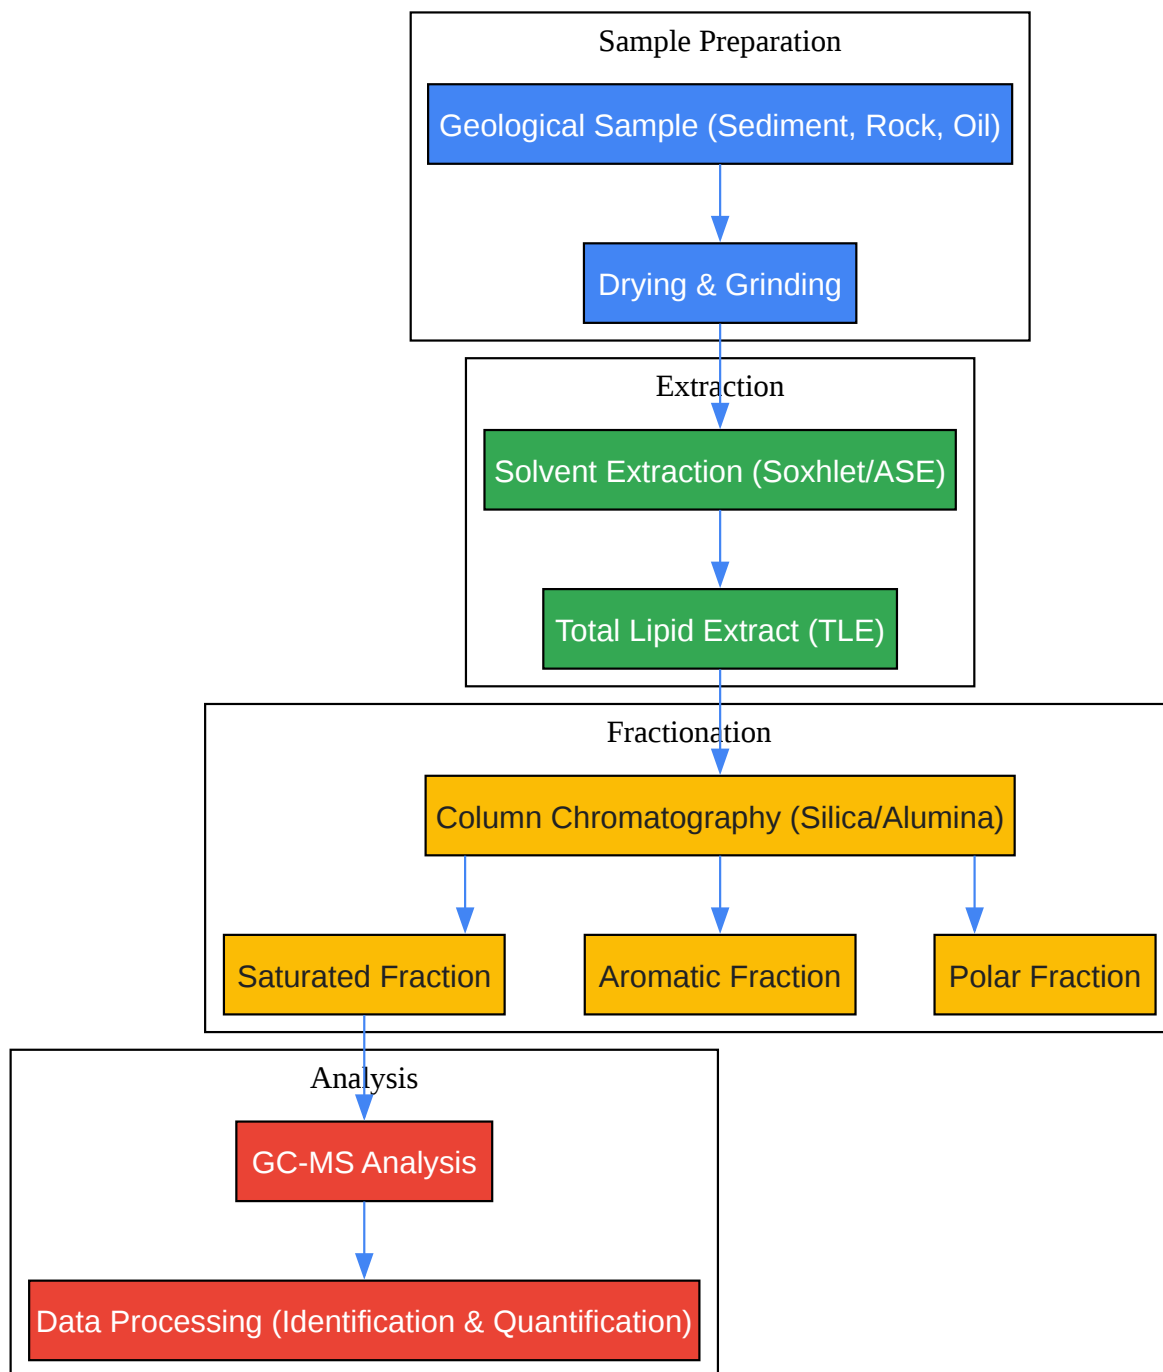 Sample Preparation
Geological Sample (Sediment, Rock, Oil)
Drying & Grinding
Extraction
Solvent Extraction (Soxhlet/ASE)
Total Lipid Extract (TLE)
Fractionation
Column Chromatography (Silica/Alumina)
Saturated Fraction
Aromatic Fraction
Polar Fraction
Analysis
GC-MS Analysis
Data Processing (Identification & Quantification)